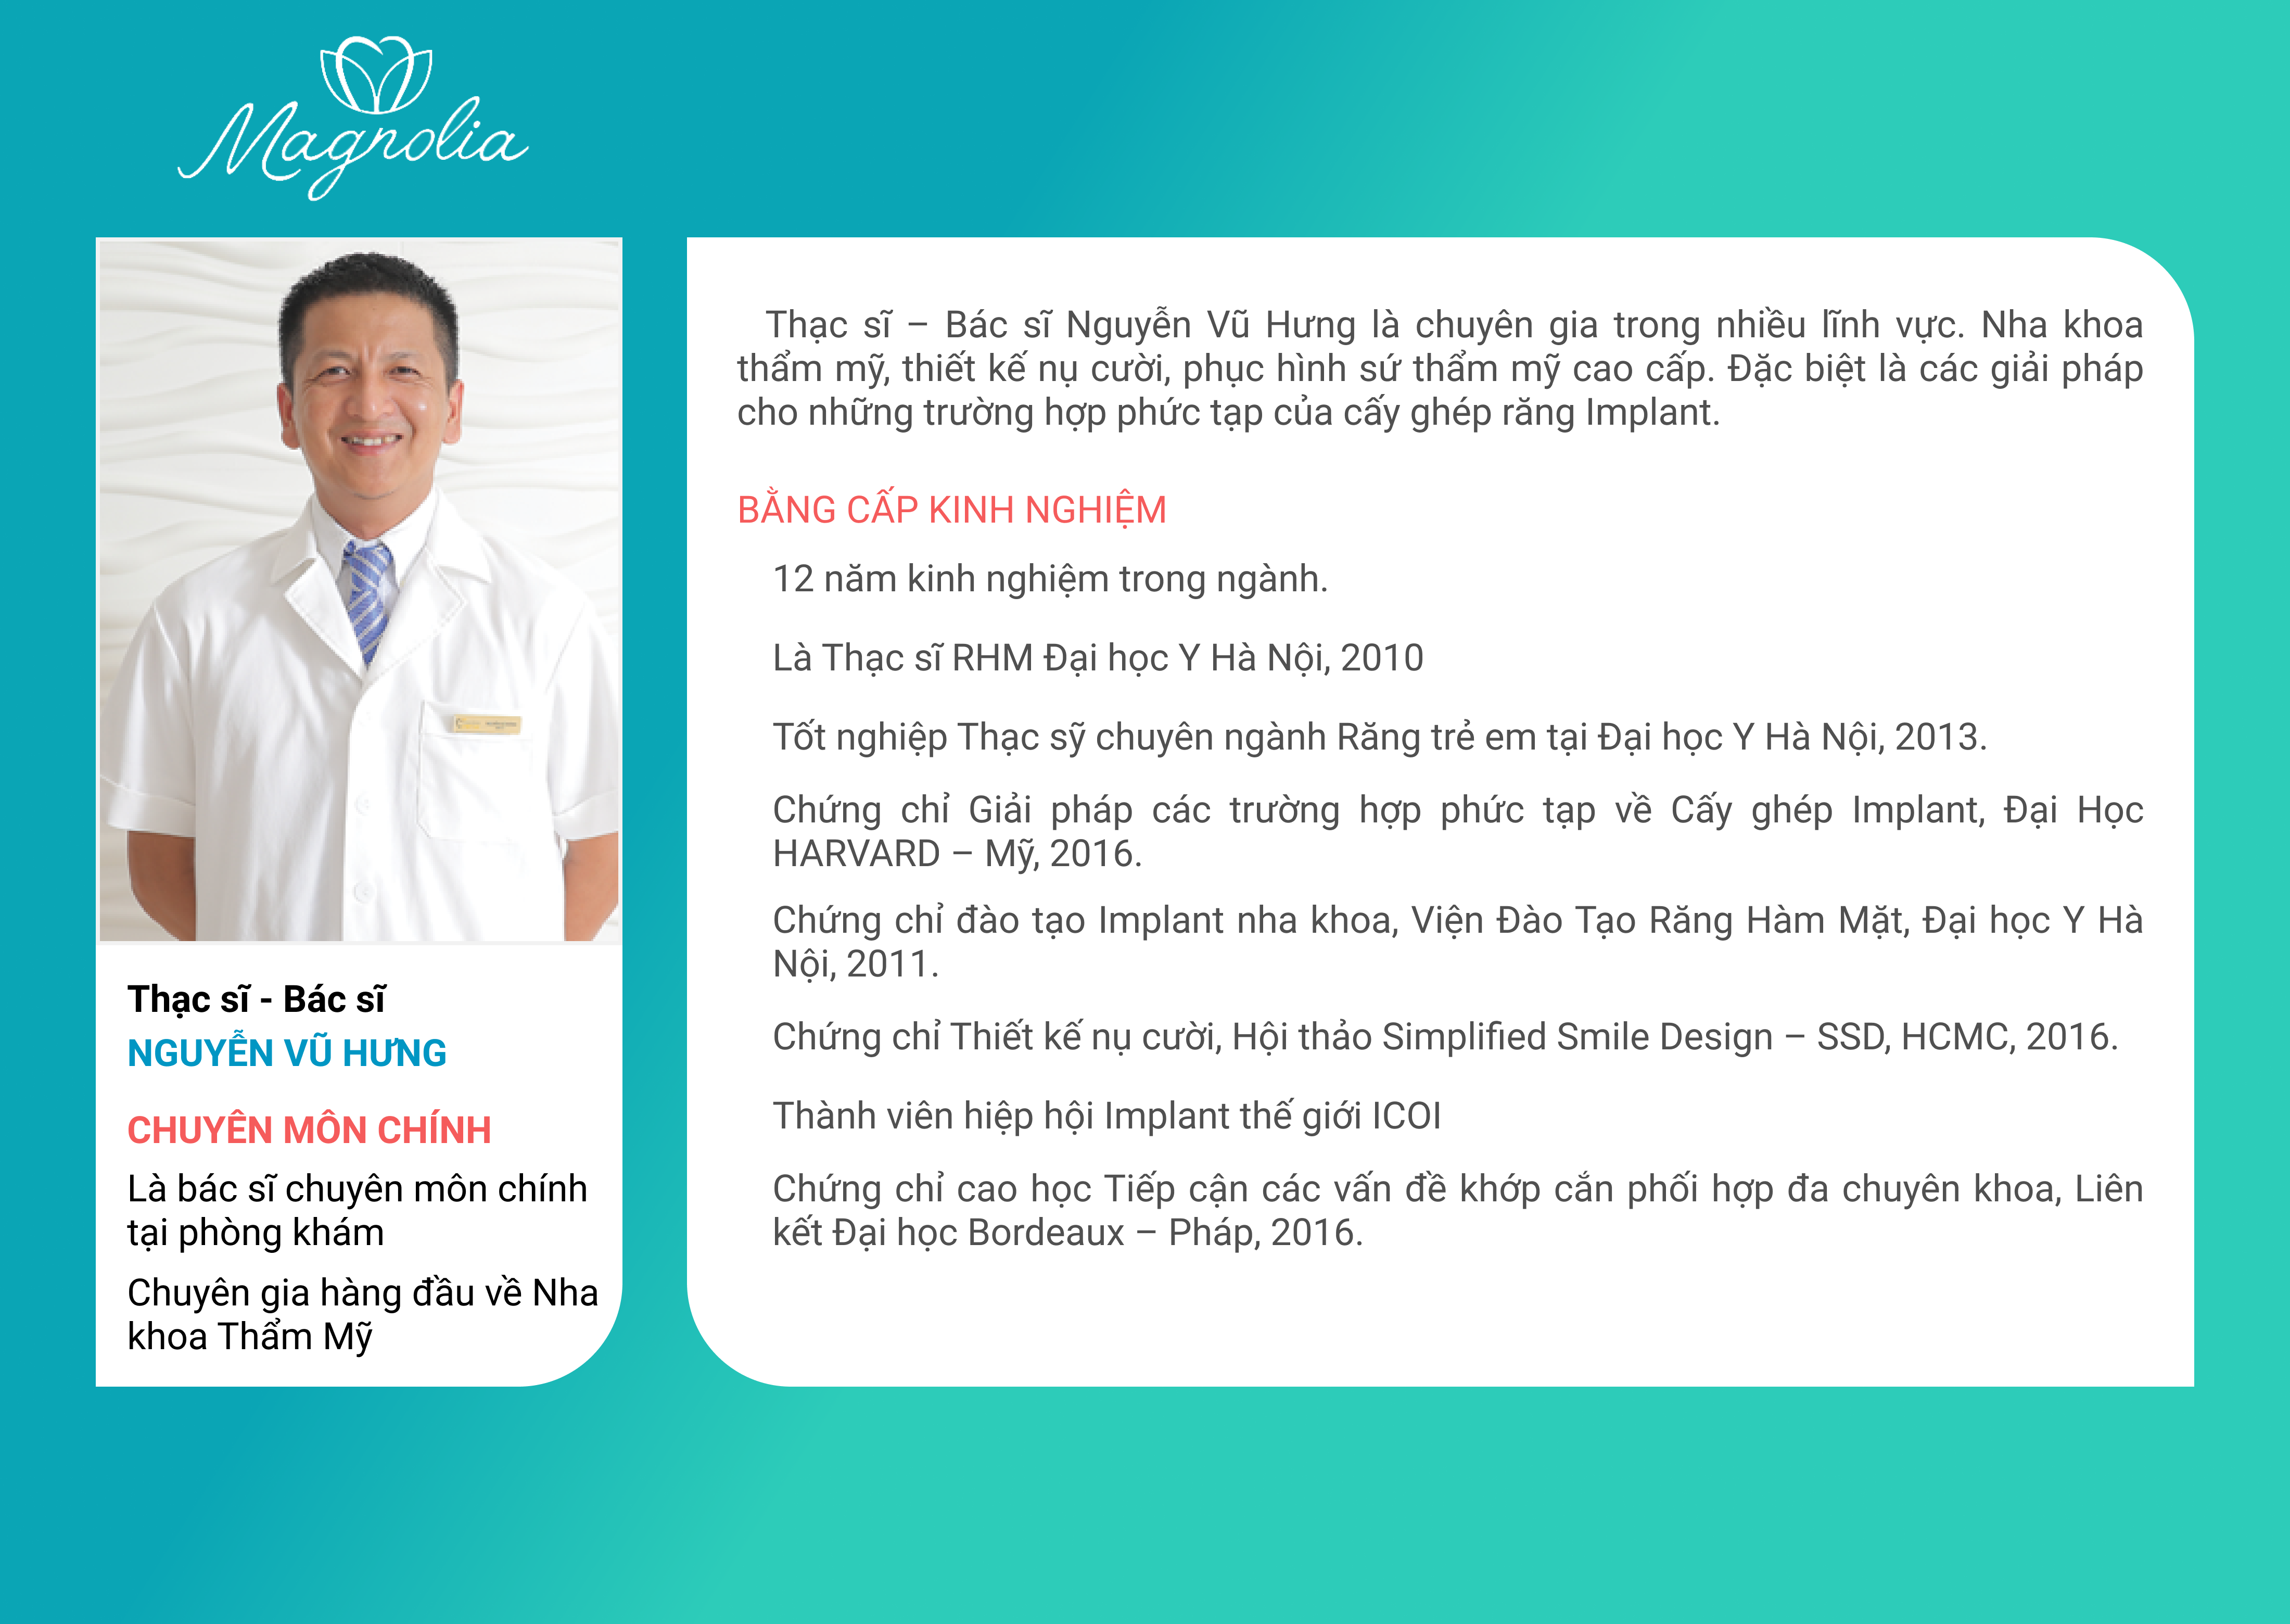 Magnolia
Thạc sĩ - Bác sĩ
NGUYỄN VŨ HƯNG
CHUYÊN MÔN CHÍNH
Là bác sĩ chuyên môn chính
tại phòng khám
Chuyên gia hàng đầu về Nha
khoa Thẩm Mỹ
Thạc sĩ – Bác sĩ Nguyễn Vũ Hưng là chuyên gia trong nhiều lĩnh vực. Nha khoa
thẩm mỹ, thiết kế nụ cười, phục hình sứ thẩm mỹ cao cấp. Đặc biệt là các giải pháp
cho những trường hợp phức tạp của cấy ghép răng Implant.
BẰNG CẤP KINH NGHIỆM
12 năm kinh nghiệm trong ngành.
Là Thạc sĩ RHM Đại học Y Hà Nội, 2010
Tốt nghiệp Thạc sỹ chuyên ngành Răng trẻ em tại Đại học Y Hà Nội, 2013.
Chứng chỉ Giải pháp các trường hợp phức tạp về Cấy ghép Implant, Đại Học
HARVARD – Mỹ, 2016.
Chứng chỉ đào tạo Implant nha khoa, Viện Đào Tạo Răng Hàm Mặt, Đại học Y Hà
Nội, 2011.
Chứng chỉ Thiết kế nụ cười, Hội thảo Simplified Smile Design – SSD, HCMC, 2016.
Thành viên hiệp hội Implant thế giới ICOI
Chứng chỉ cao học Tiếp cận các vấn đề khớp cắn phối hợp đa chuyên khoa, Liên
kết Đại học Bordeaux – Pháp, 2016.